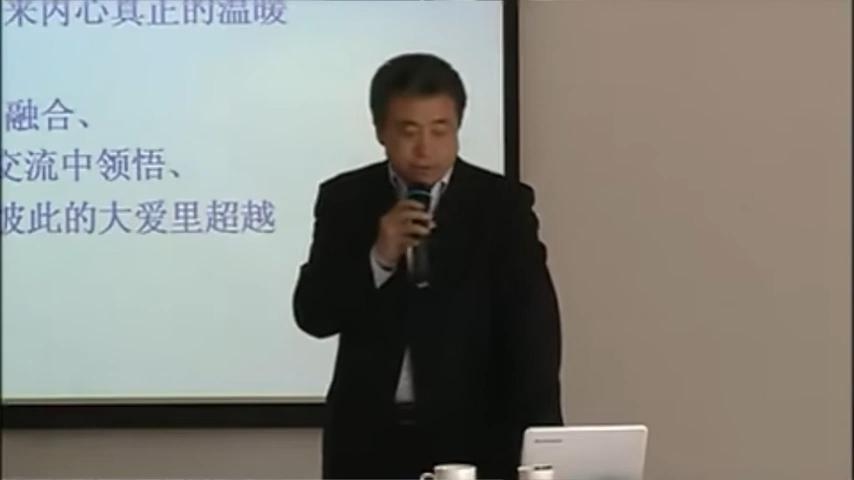 来内心真正的温暖
融合、
交流中领悟、
彼此的大爱里超越